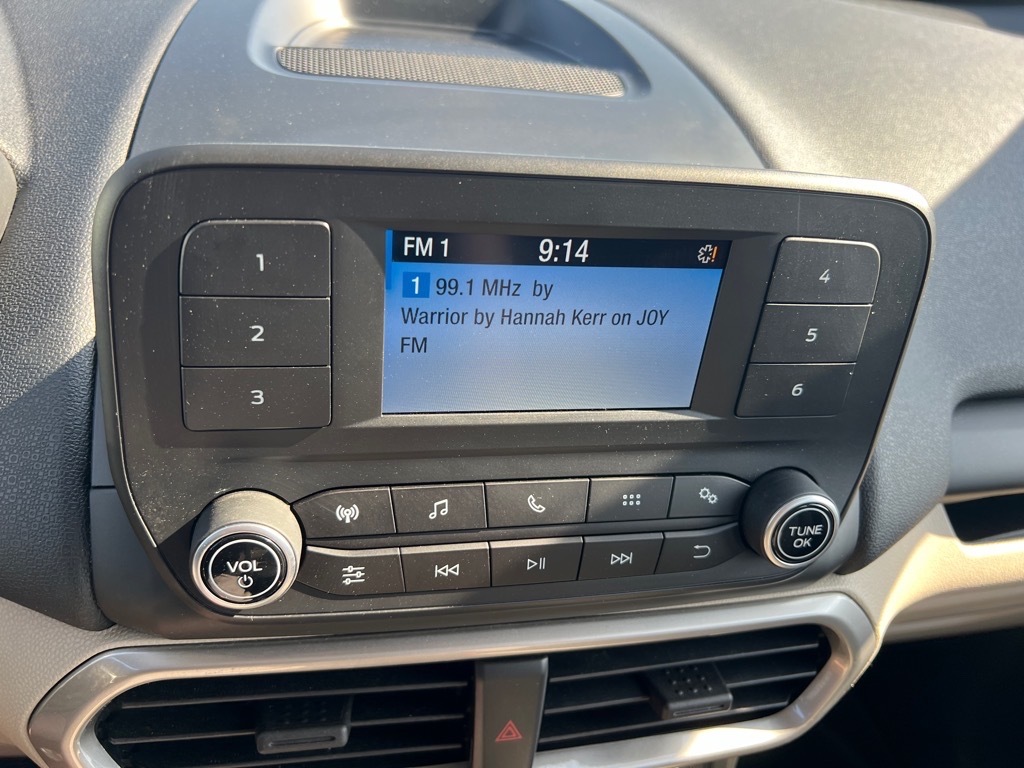 FM 1 9:14
1 99.1 MHz by
Warrior by Hannah Kerr on JOY
FM
1
2
3
4
5
6
VOL
TUNE
OK